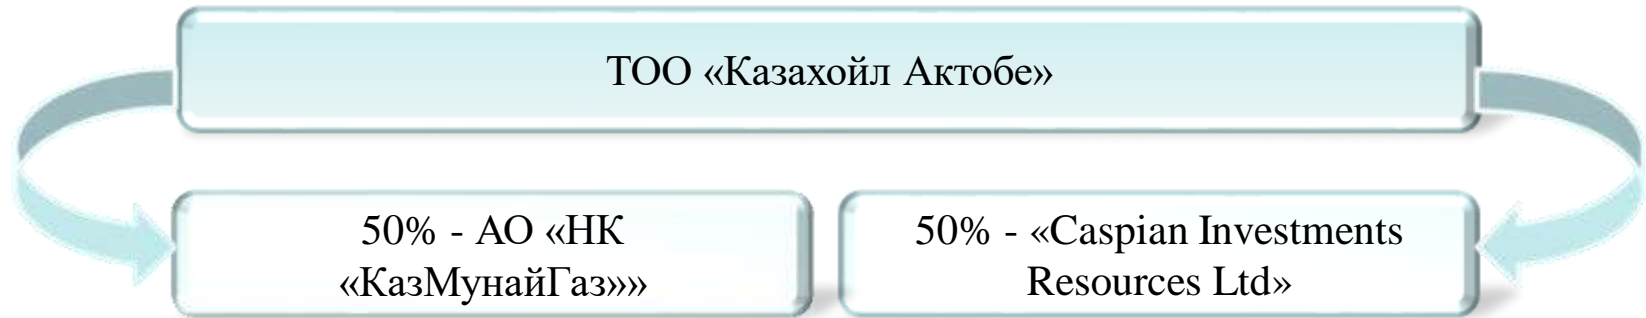 ТОО «Казахойл Актобе»
50% - АО «НК
«КазМунайГаз»»
50% - «Caspian Investments
Resources Ltd»